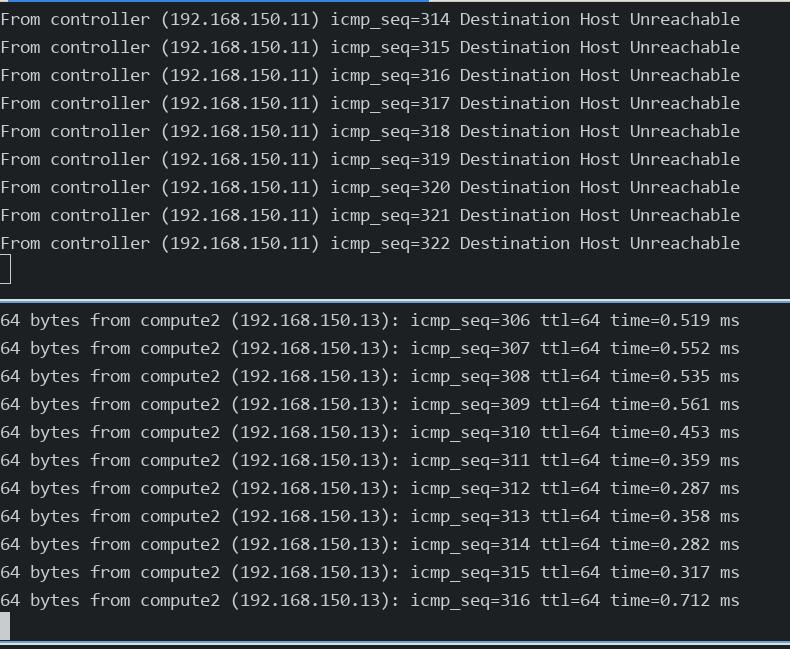 From controller (192.168.150.11) icmp_seq=314 Destination Host Unreachable
From controller (192.168.150.11) icmp_seq=315 Destination Host Unreachable
From controller (192.168.150.11) icmp_seq=316 Destination Host Unreachable
From controller (192.168.150.11) icmp_seq=317 Destination Host Unreachable
From controller (192.168.150.11) icmp_seq=318 Destination Host Unreachable
From controller (192.168.150.11) icmp_seq=319 Destination Host Unreachable
From controller (192.168.150.11) icmp_seq=320 Destination Host Unreachable
From controller (192.168.150.11) icmp_seq=321 Destination Host Unreachable
From controller (192.168.150.11) icmp_seq=322 Destination Host Unreachable
64 bytes from compute2 (192.168.150.13): icmp_seq=306 ttl=64 time=0.519 ms
64 bytes from compute2 (192.168.150.13): icmp_seq=307 ttl=64 time=0.552 ms
64 bytes from compute2 (192.168.150.13): icmp_seq=308 ttl=64 time=0.535 ms
64 bytes from compute2 (192.168.150.13): icmp_seq=309 ttl=64 time=0.561 ms
64 bytes from compute2 (192.168.150.13): icmp_seq=310 ttl=64 time=0.453 ms
64 bytes from compute2 (192.168.150.13): icmp_seq=311 ttl=64 time=0.359 ms
64 bytes from compute2 (192.168.150.13): icmp_seq=312 ttl=64 time=0.287 ms
64 bytes from compute2 (192.168.150.13): icmp_seq=313 ttl=64 time=0.358 ms
64 bytes from compute2 (192.168.150.13): icmp_seq=314 ttl=64 time=0.282 ms
64 bytes from compute2 (192.168.150.13): icmp_seq=315 ttl=64 time=0.317 ms
64 bytes from compute2 (192.168.150.13): icmp_seq=316 ttl=64 time=0.712 ms